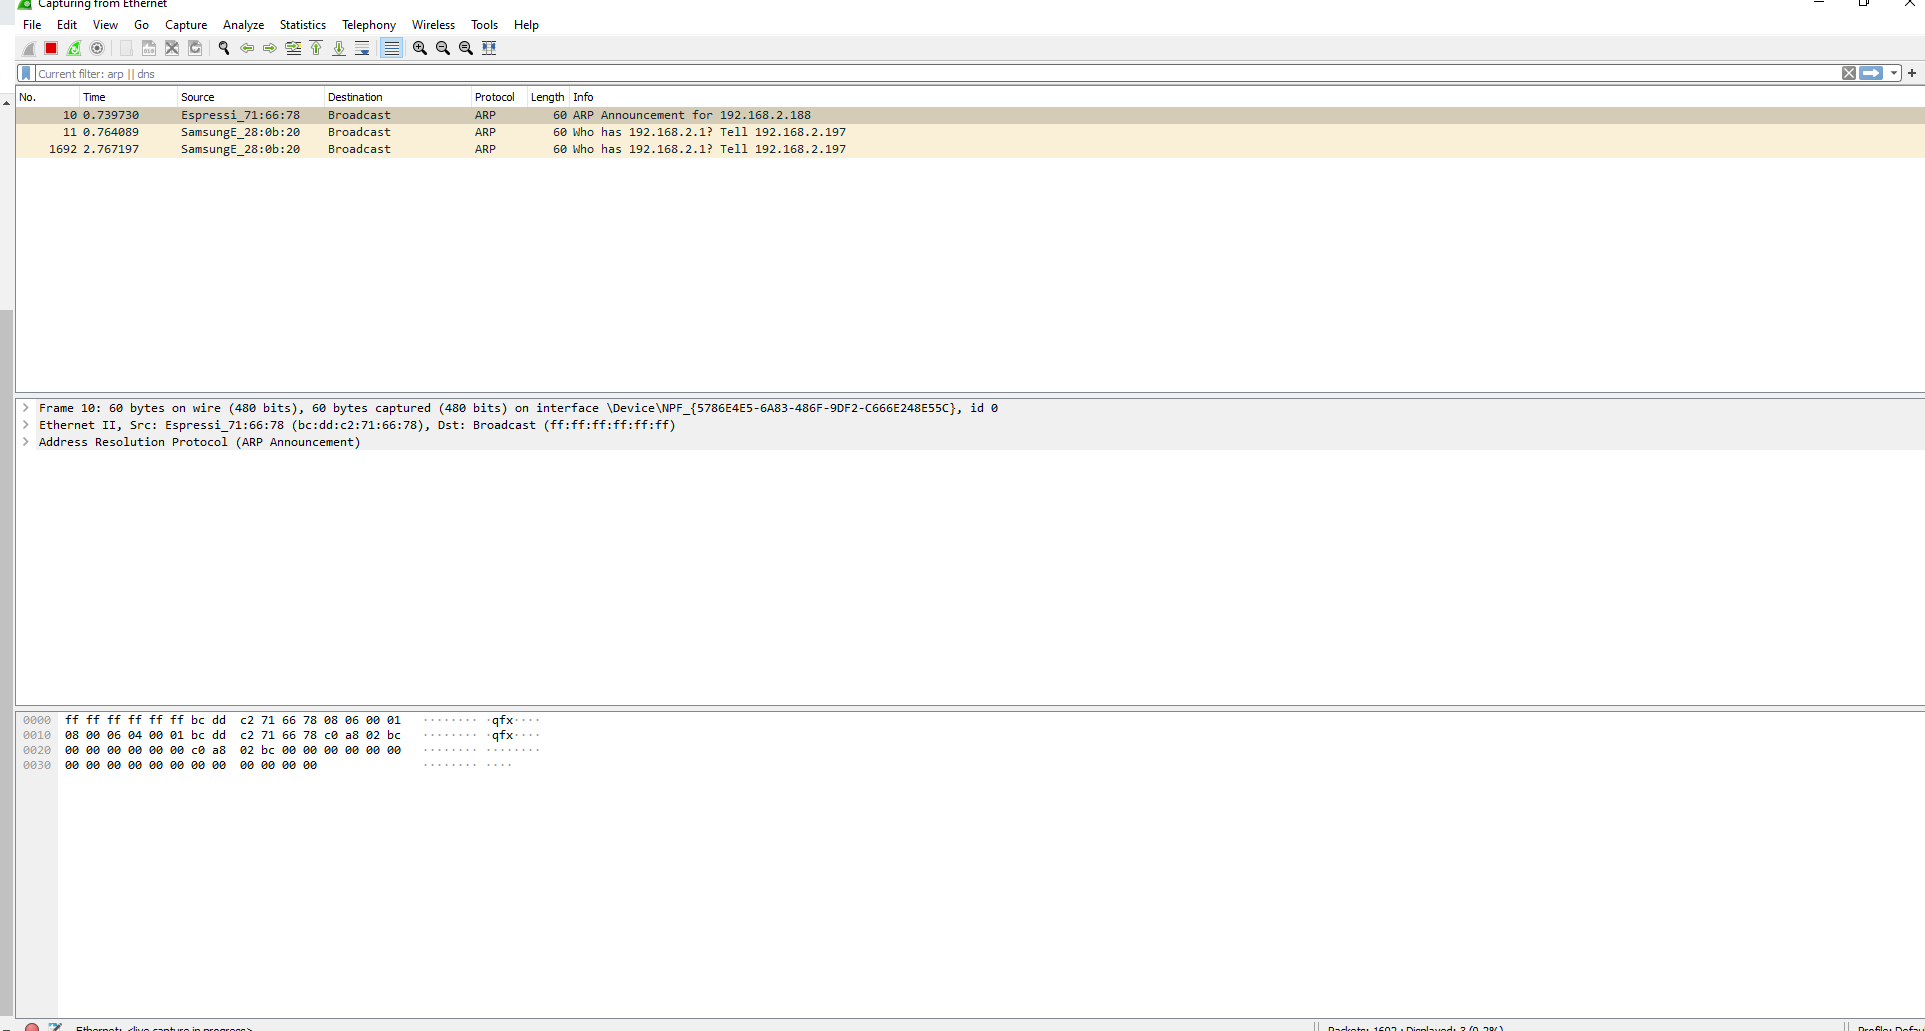 Capturing from Ethernet
File Edit View Go Capture Analyze Statistics Telephony Wireless Tools Help
Current filter: arp || dns
No. Time Source Destination Protocol Length Info
10 0.739730 Espressi_71:66:78 Broadcast ARP 60 ARP Announcement for 192.168.2.188
11 0.764089 SamsungE_28:0b:20 Broadcast ARP 60 Who has 192.168.2.1? Tell 192.168.2.197
1692 2.767197 SamsungE_28:0b:20 Broadcast ARP 60 Who has 192.168.2.1? Tell 192.168.2.197
Frame 10: 60 bytes on wire (480 bits), 60 bytes captured (480 bits) on interface \Device\NPF_{5786E4E5-6A83-486F-9DF2-C666E248E55C}, id 0
Ethernet II, Src: Espressi_71:66:78 (bc:dd:c2:71:66:78), Dst: Broadcast (ff:ff:ff:ff:ff:ff)
Address Resolution Protocol (ARP Announcement)
0000 ff ff ff ff ff ff bc dd c2 71 66 78 08 06 00 01 ········ ·qfx····
0010 08 00 06 04 00 01 bc dd c2 71 66 78 c0 a8 02 bc ········ ·qfx····
0020 00 00 00 00 00 00 c0 a8 02 bc 00 00 00 00 00 00 ········ ········
0030 00 00 00 00 00 00 00 00 00 00 00 00 ········ ····
Ethernet: <live capture in progress> Packets: 1692 · Displayed: 3 (0.2%) Profile: Defau